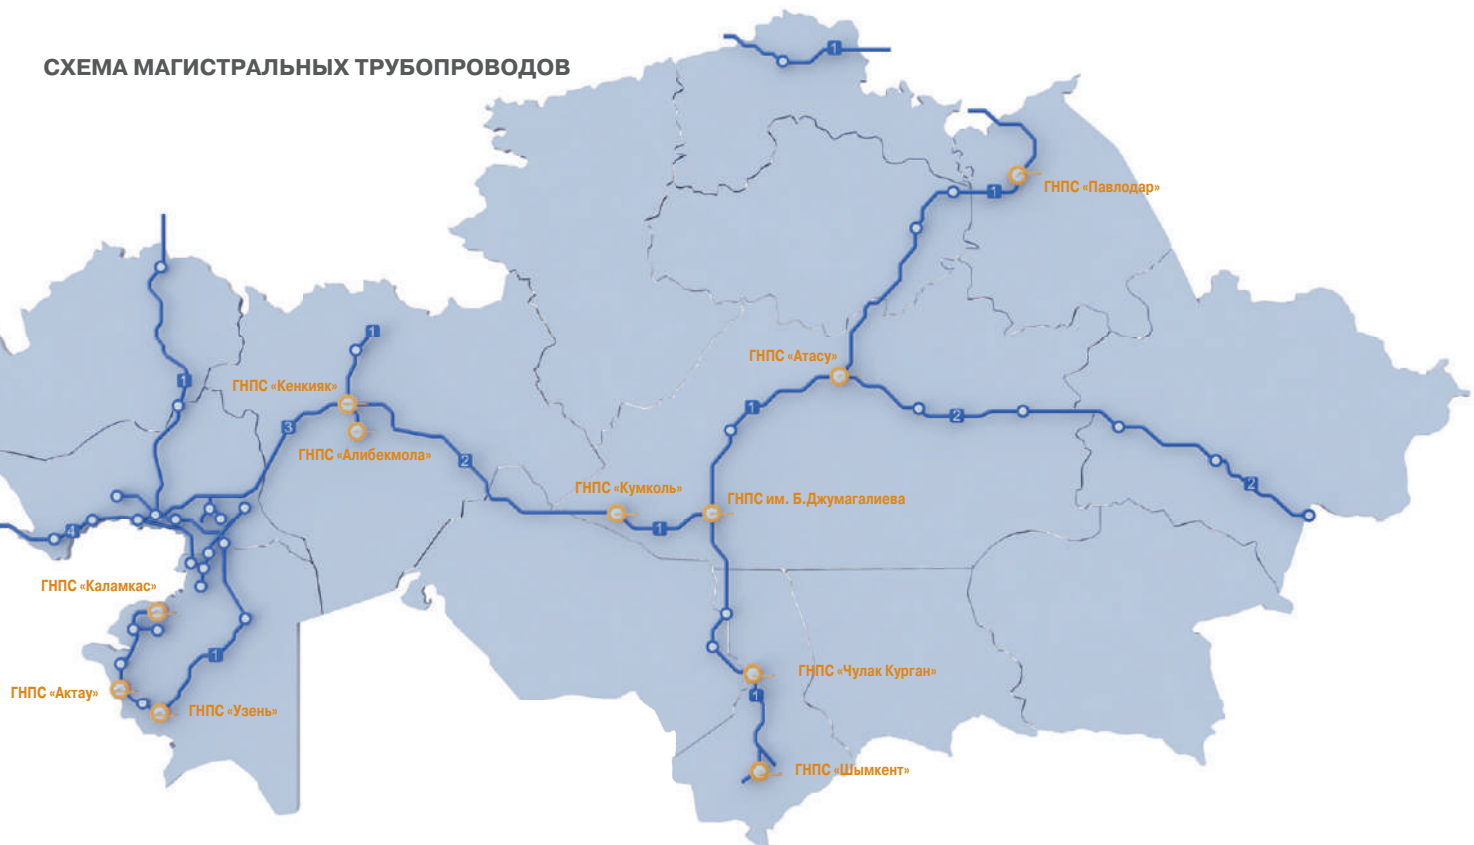 1
СХЕМА МАГИСТРАЛЬНЫХ ТРУБОПРОВОДОВ
1
ГНПС «Павлодар»
1
ГНПС «Атасу»
1
ГНПС «Кенкияк»
1
2
3
ГНПС «Алибекмола»
2
2
ГНПС «Кумколь»
ГНПС им. Б.Джумагалиева
1
4
ГНПС «Каламкас»
1
ГНПС «Чулак Курган»
ГНПС «Актау»
1
ГНПС «Узень»
ГНПС «Шымкент»